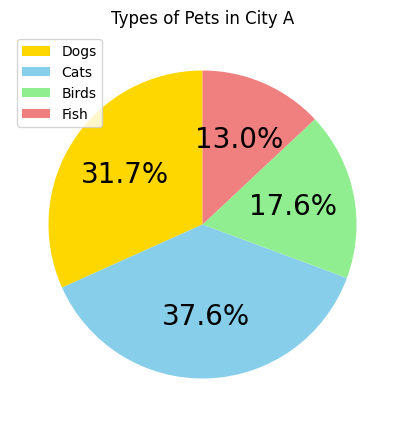 Types of Pets in City A
Dogs
Cats
Birds
Fish
13.0%
31.7%
17.6%
37.6%